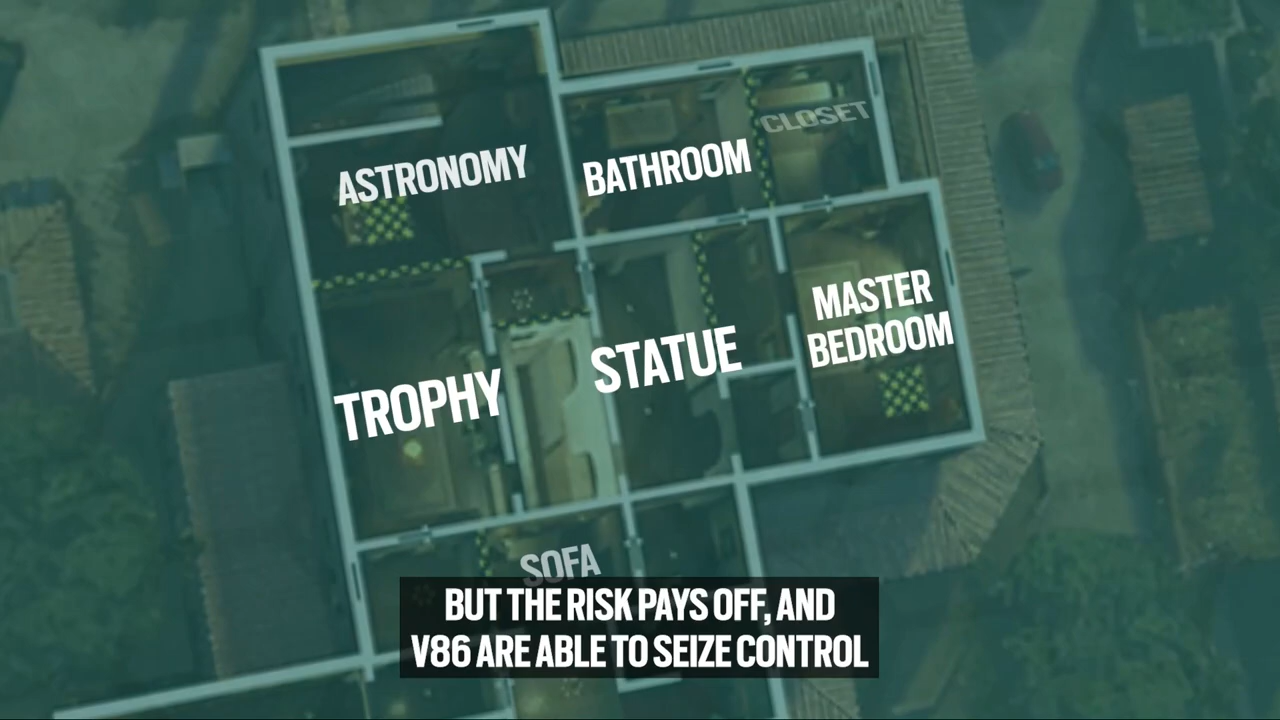 CLOSET
ASTRONOMY
BATHROOM
MASTER
BEDROOM
STATUE
TROPHY
SOFA
BUT THE RISK PAYS OFF, AND
V86 ARE ABLE TO SEIZE CONTROL